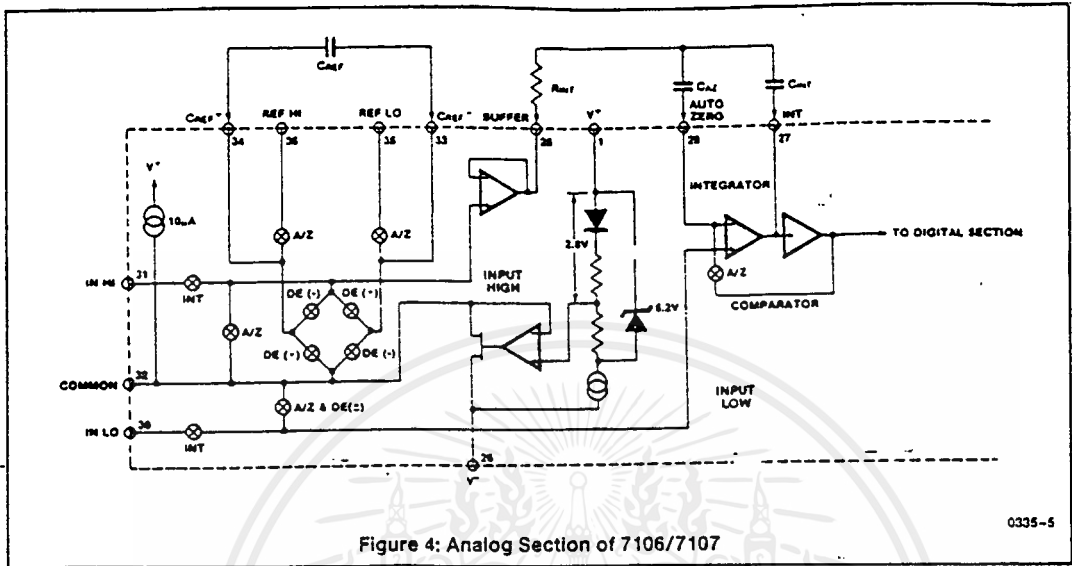 CREF
RINT
CAZ
CINT
CREF+ REF HI REF LO CREF- BUFFER V+ AUTO ZERO INT
34 36 35 33 28 1 29 27
V+
10µA
A/Z A/Z
2.8V
INTEGRATOR
TO DIGITAL SECTION
IN HI 31
INT
DE (-) DE (+)
INPUT HIGH
A/Z
6.2V
A/Z
COMPARATOR
DE (+) DE (-)
COMMON 32
A/Z & DE(±)
INPUT LOW
IN LO 30
INT
26
V-
0335-5
Figure 4: Analog Section of 7106/7107